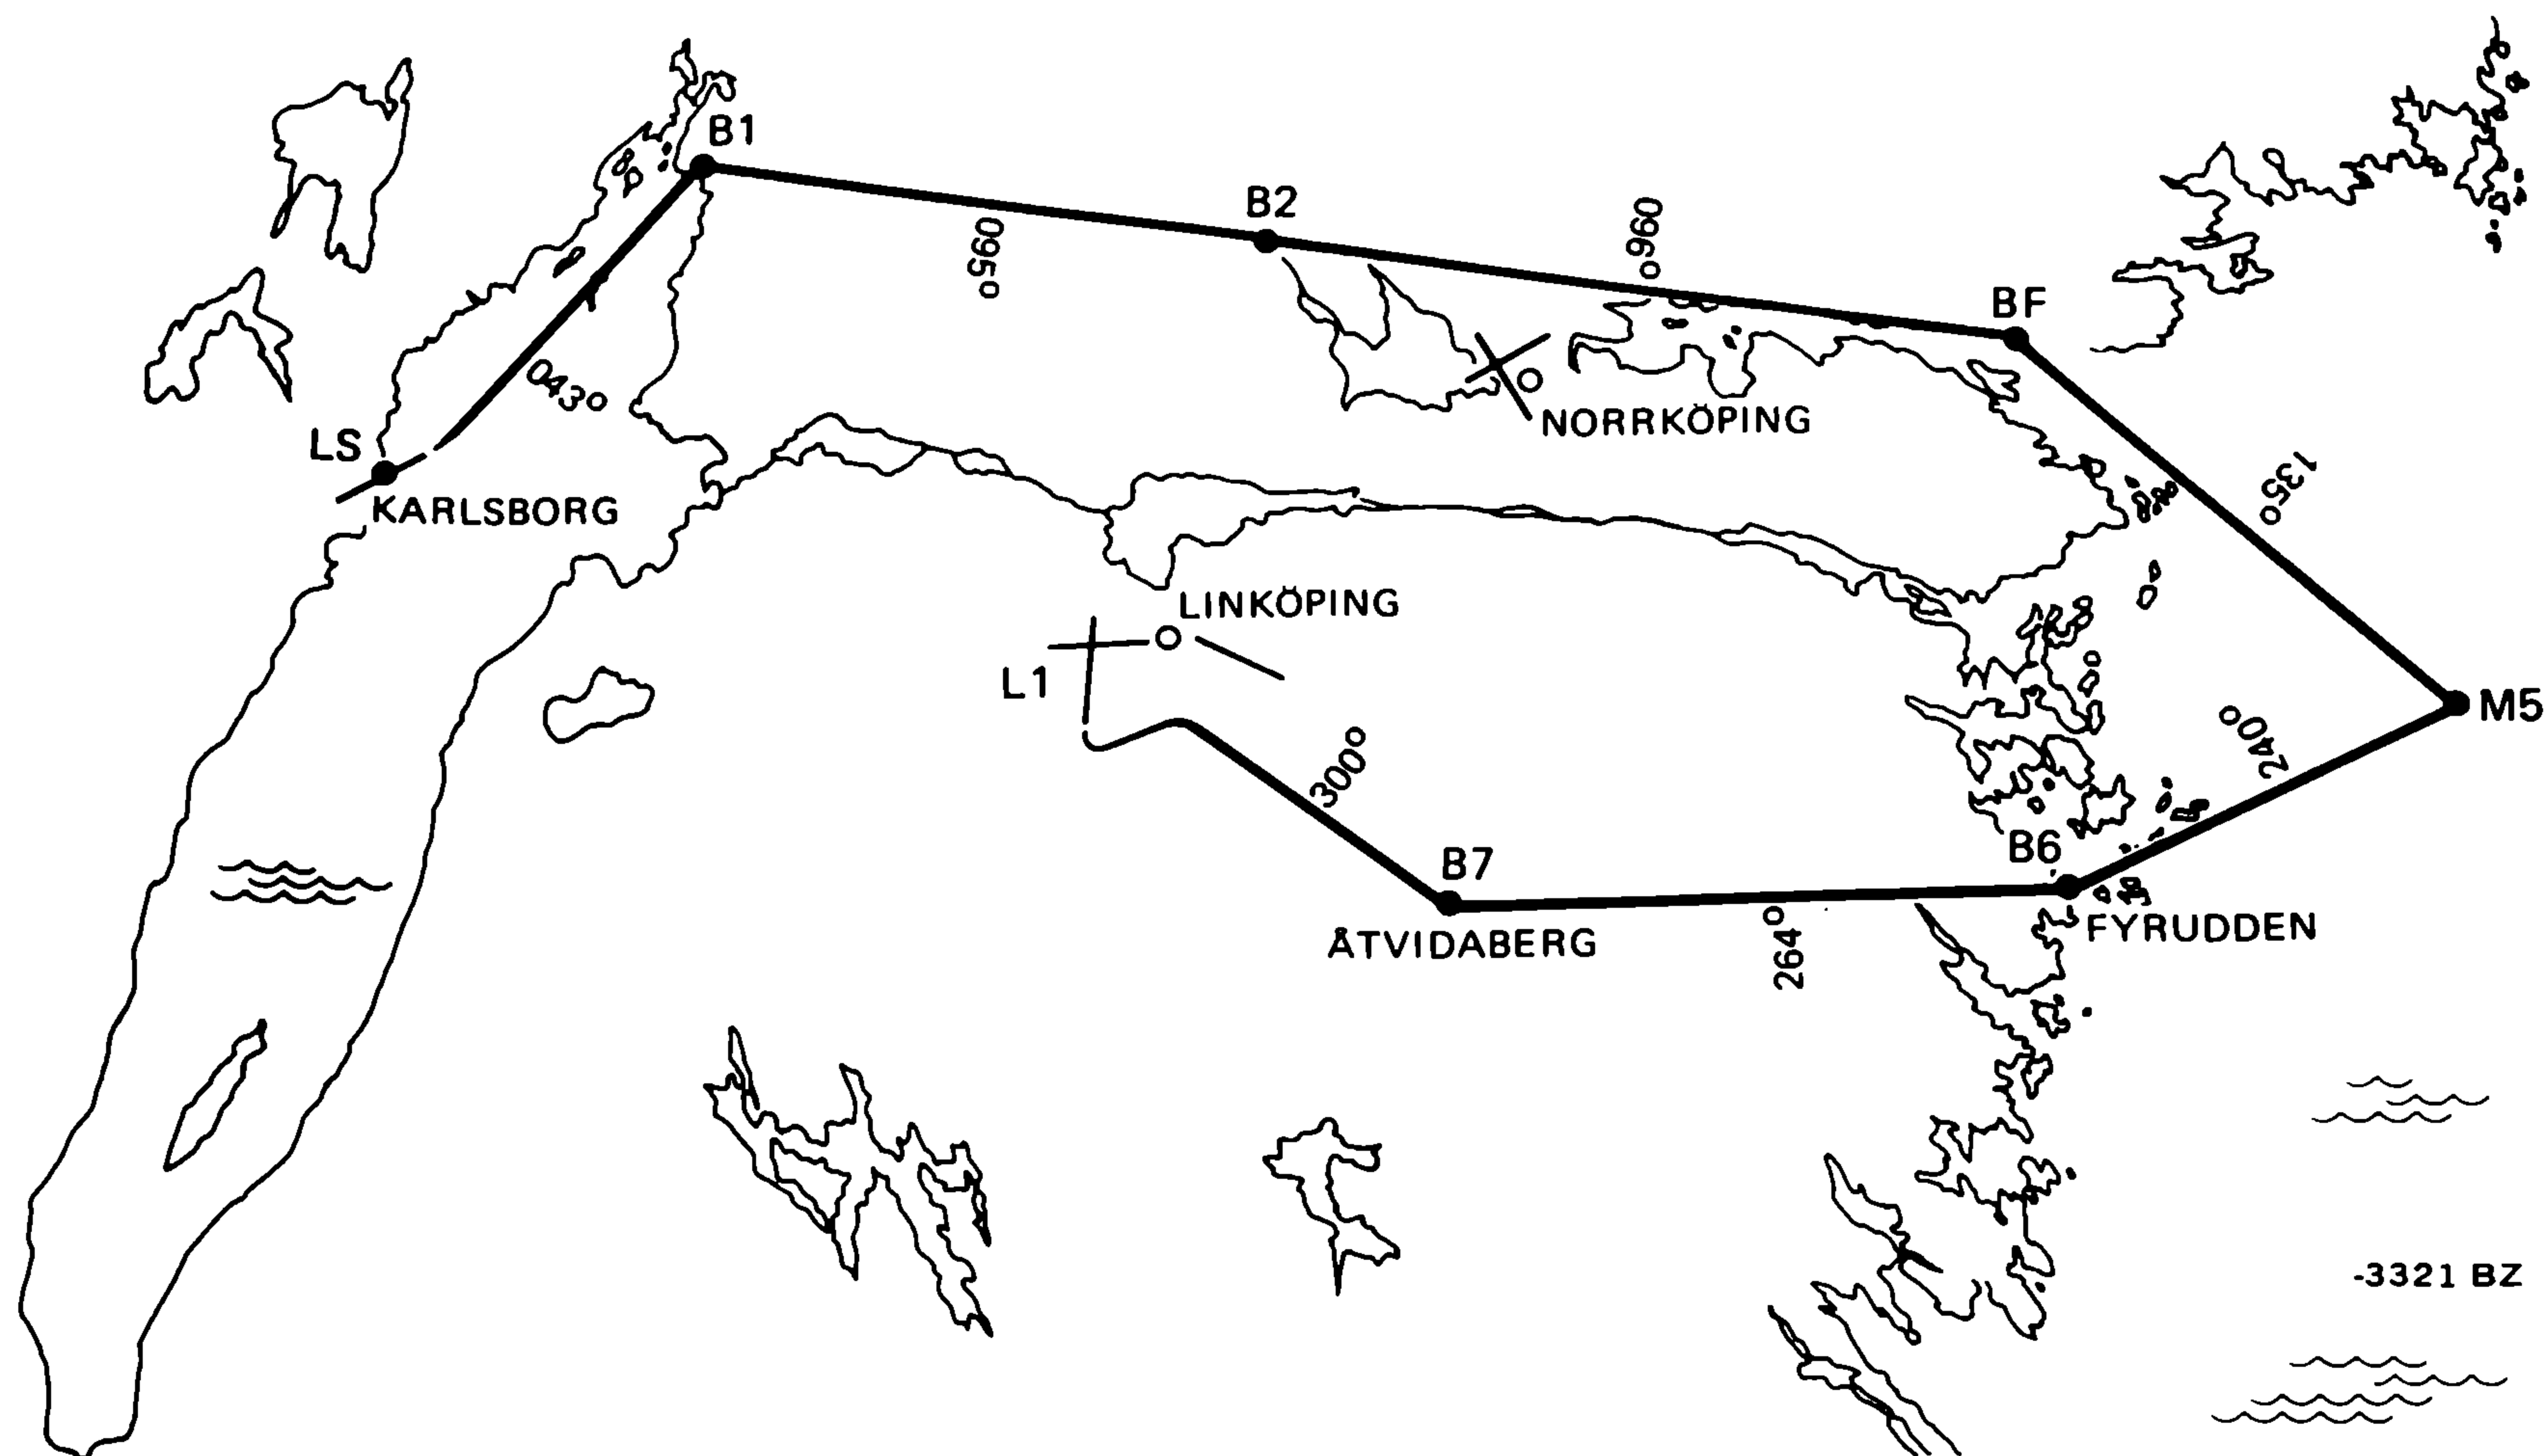 B1
B2
095°
096°
BF
043°
NORRKÖPING
LS
KARLSBORG
135°
LINKÖPING
L1
M5
240°
300°
B6
B7
FYRUDDEN
ÅTVIDABERG
264°
-3321 BZ